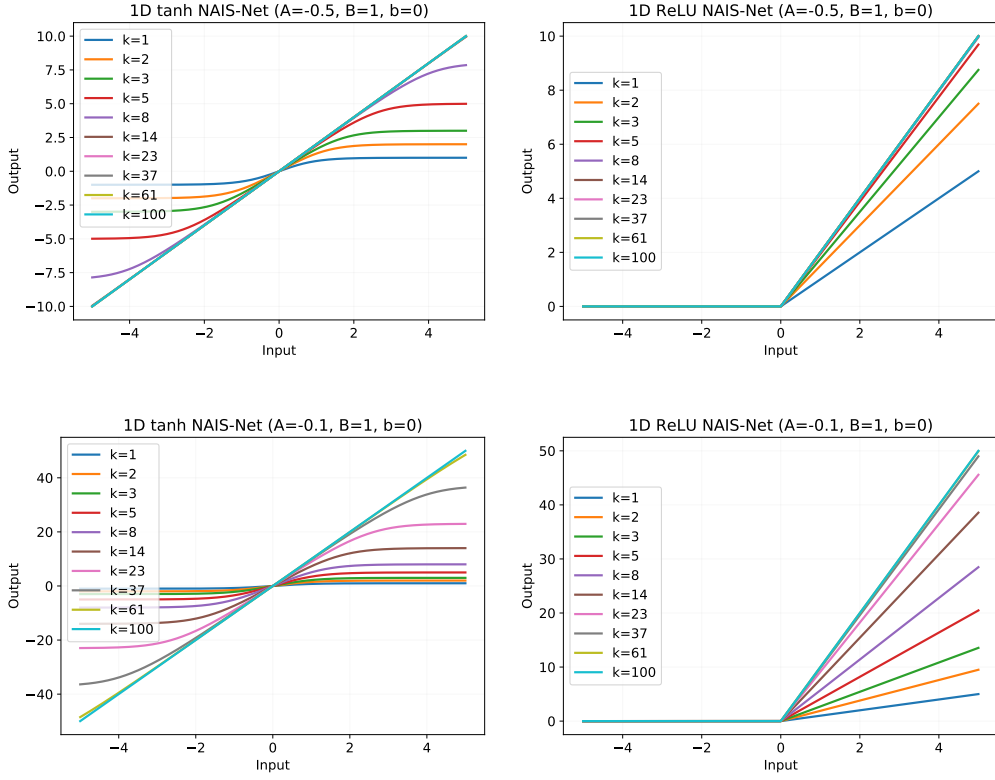 1D tanh NAIS-Net (A=-0.5, B=1, b=0)
10.0
7.5
5.0
2.5
0.0
−2.5
−5.0
−7.5
−10.0
Output
k=1
k=2
k=3
k=5
k=8
k=14
k=23
k=37
k=61
k=100
−4 −2 0 2 4
Input
1D ReLU NAIS-Net (A=-0.5, B=1, b=0)
10
8
6
4
2
0
Output
k=1
k=2
k=3
k=5
k=8
k=14
k=23
k=37
k=61
k=100
−4 −2 0 2 4
Input
1D tanh NAIS-Net (A=-0.1, B=1, b=0)
40
20
0
−20
−40
Output
k=1
k=2
k=3
k=5
k=8
k=14
k=23
k=37
k=61
k=100
−4 −2 0 2 4
Input
1D ReLU NAIS-Net (A=-0.1, B=1, b=0)
50
40
30
20
10
0
Output
k=1
k=2
k=3
k=5
k=8
k=14
k=23
k=37
k=61
k=100
−4 −2 0 2 4
Input